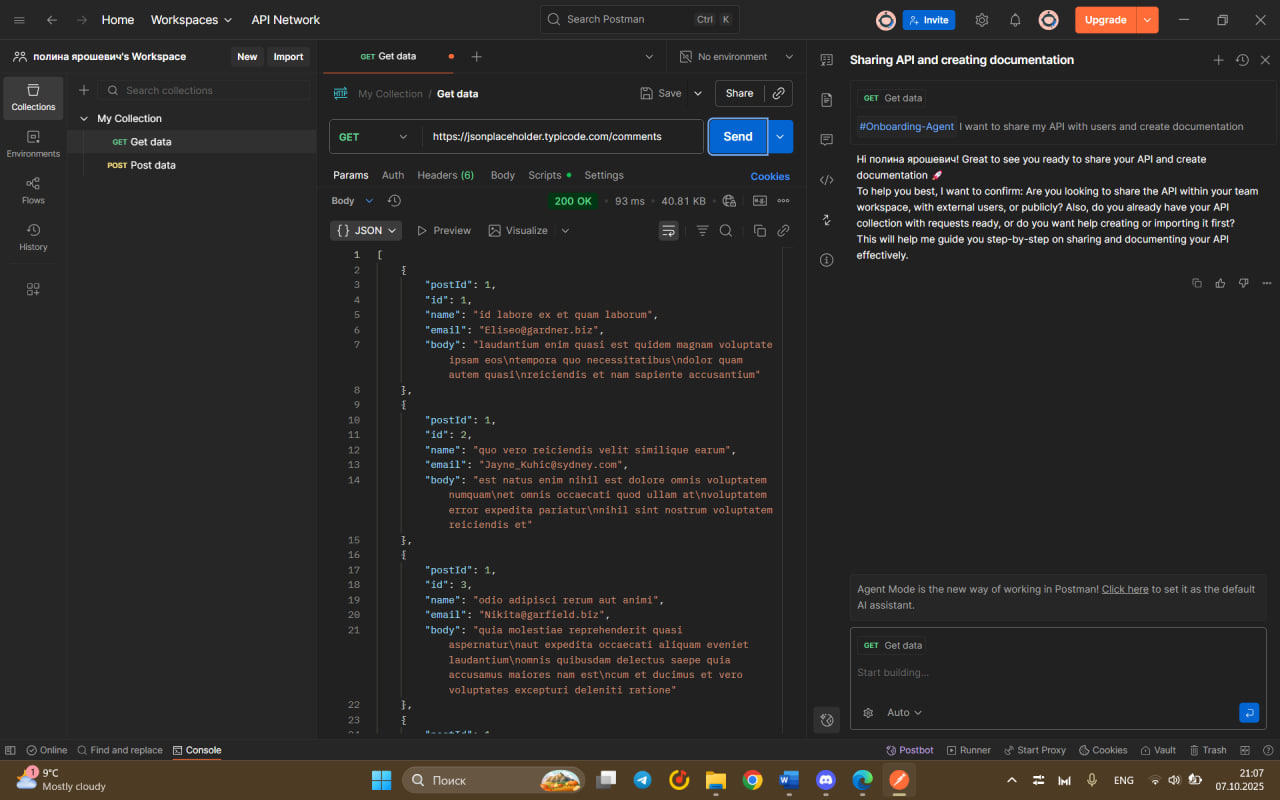 Home Workspaces API Network
Search Postman Ctrl K
Invite
Upgrade
полина ярошевич's Workspace
New Import
Collections
Environments
Flows
History
Search collections
My Collection
GET Get data
POST Post data
GET Get data
No environment
HTTP My Collection / Get data
Save
Share
GET
https://jsonplaceholder.typicode.com/comments
Send
Params Auth Headers (6) Body Scripts Settings
Cookies
Body
200 OK • 93 ms • 40.81 KB
{} JSON
Preview
Visualize
1 [
2 {
3 "postId": 1,
4 "id": 1,
5 "name": "id labore ex et quam laborum",
6 "email": "Eliseo@gardner.biz",
7 "body": "laudantium enim quasi est quidem magnam voluptate
ipsam eos\ntempora quo necessitatibus\ndolor quam
autem quasi\nreiciendis et nam sapiente accusantium"
8 },
9 {
10 "postId": 1,
11 "id": 2,
12 "name": "quo vero reiciendis velit similique earum",
13 "email": "Jayne_Kuhic@sydney.com",
14 "body": "est natus enim nihil est dolore omnis voluptatem
numquam\net omnis occaecati quod ullam at\nvoluptatem
error expedita pariatur\nnihil sint nostrum voluptatem
reiciendis et"
15 },
16 {
17 "postId": 1,
18 "id": 3,
19 "name": "odio adipisci rerum aut animi",
20 "email": "Nikita@garfield.biz",
21 "body": "quia molestiae reprehenderit quasi
aspernatur\naut expedita occaecati aliquam eveniet
laudantium\nomnis quibusdam delectus saepe quia
accusamus maiores nam est\ncum et ducimus et vero
voluptates excepturi deleniti ratione"
22 },
23 {
24 "postId": 1,
Sharing API and creating documentation
GET Get data
#Onboarding-Agent I want to share my API with users and create documentation
Hi полина ярошевич! Great to see you ready to share your API and create
documentation 🚀
To help you best, I want to confirm: Are you looking to share the API within your team
workspace, with external users, or publicly? Also, do you already have your API
collection with requests ready, or do you want help creating or importing it first?
This will help me guide you step-by-step on sharing and documenting your API
effectively.
Agent Mode is the new way of working in Postman! Click here to set it as the default
AI assistant.
GET Get data
Start building...
Auto
Online Find and replace Console
Postbot Runner Start Proxy Cookies Vault Trash
1
9°C
Mostly cloudy
Поиск
ENG
21:07
07.10.2025